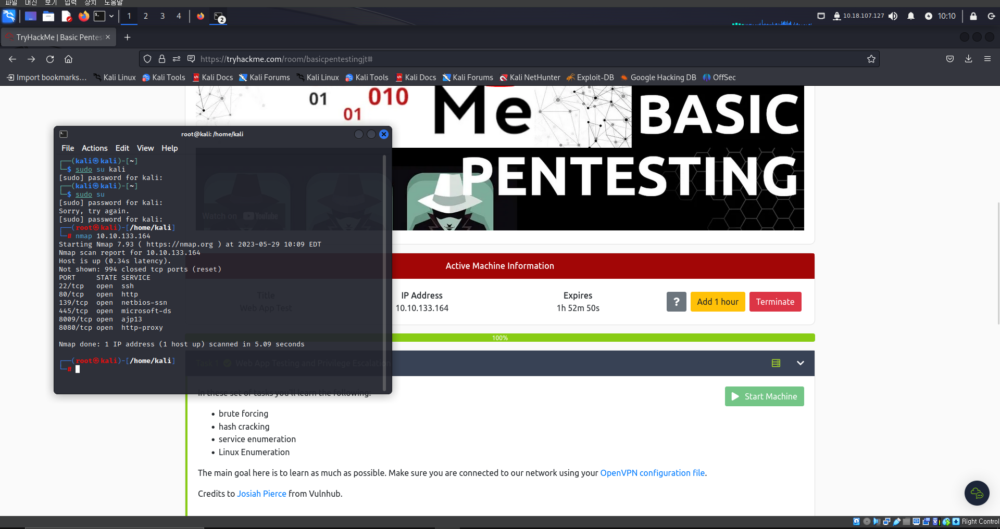 파일 머신 보기 입력 장치 도움말
1 2 3 4 2 10.18.107.127 10:10
TryHackMe | Basic Pentes
https://tryhackme.com/room/basicpentestingjt#
Import bookmarks... Kali Linux Kali Tools Kali Docs Kali Forums Kali Linux Kali Tools Kali Docs Kali Forums Kali NetHunter Exploit-DB Google Hacking DB OffSec
01 010 Me BASIC
01
PENTESTING
root@kali: /home/kali
File Actions Edit View Help
┌──(kali㉿kali)-[~]
└─$ sudo su kali
[sudo] password for kali:
┌──(kali㉿kali)-[~]
└─$ sudo su
[sudo] password for kali:
Sorry, try again.
[sudo] password for kali:
┌──(root㉿kali)-[/home/kali]
└─# nmap 10.10.133.164
Starting Nmap 7.93 ( https://nmap.org ) at 2023-05-29 10:09 EDT
Nmap scan report for 10.10.133.164
Host is up (0.34s latency).
Not shown: 994 closed tcp ports (reset)
PORT STATE SERVICE
22/tcp open ssh
80/tcp open http
139/tcp open netbios-ssn
445/tcp open microsoft-ds
8009/tcp open ajp13
8080/tcp open http-proxy
Nmap done: 1 IP address (1 host up) scanned in 5.09 seconds
┌──(root㉿kali)-[/home/kali]
└─#
Watch on YouTube
Active Machine Information
Title IP Address Expires
Web App Test 10.10.133.164 1h 52m 50s
? Add 1 hour Terminate
100%
Task 1 Web App Testing and Privilege Escalation
In these set of tasks you'll learn the following:
Start Machine
• brute forcing
• hash cracking
• service enumeration
• Linux Enumeration
The main goal here is to learn as much as possible. Make sure you are connected to our network using your OpenVPN configuration file.
Credits to Josiah Pierce from Vulnhub.
Right Control